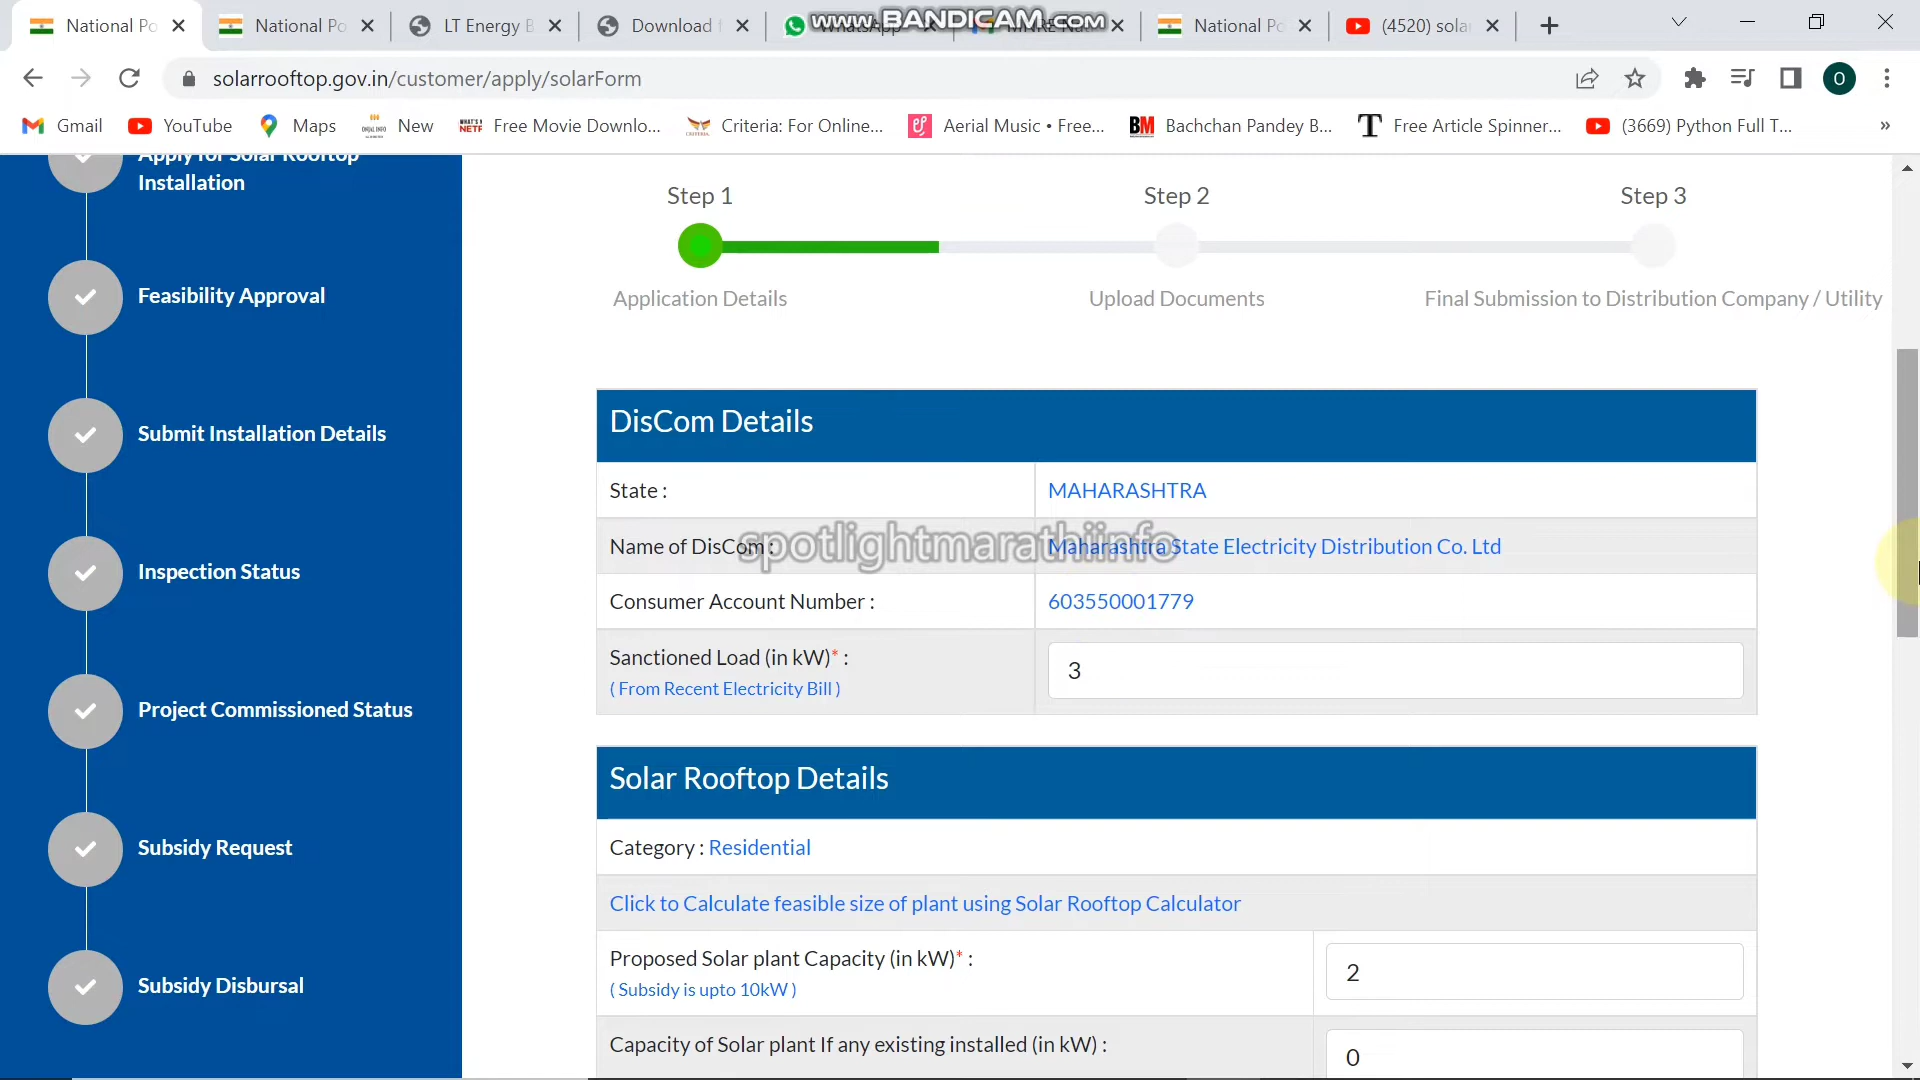 National Po
National Po
LT Energy B
Download f
WhatsApp
MNRE Nati
National Po
(4520) sola
www.BANDICAM.com
solarrooftop.gov.in/customer/apply/solarForm
O
Gmail
YouTube
Maps
New
Free Movie Downlo...
Criteria: For Online...
Aerial Music • Free...
Bachchan Pandey B...
Free Article Spinner...
(3669) Python Full T...
»
Apply for Solar Rooftop
Installation
Feasibility Approval
Submit Installation Details
Inspection Status
Project Commissioned Status
Subsidy Request
Subsidy Disbursal
Step 1
Step 2
Step 3
Application Details
Upload Documents
Final Submission to Distribution Company / Utility
DisCom Details
State :
MAHARASHTRA
Name of DisCom :
Maharashtra State Electricity Distribution Co. Ltd
spotlightmarathiinfo
Consumer Account Number :
603550001779
Sanctioned Load (in kW)* :
( From Recent Electricity Bill )
3
Solar Rooftop Details
Category : Residential
Click to Calculate feasible size of plant using Solar Rooftop Calculator
Proposed Solar plant Capacity (in kW)* :
( Subsidy is upto 10kW )
2
Capacity of Solar plant If any existing installed (in kW) :
0